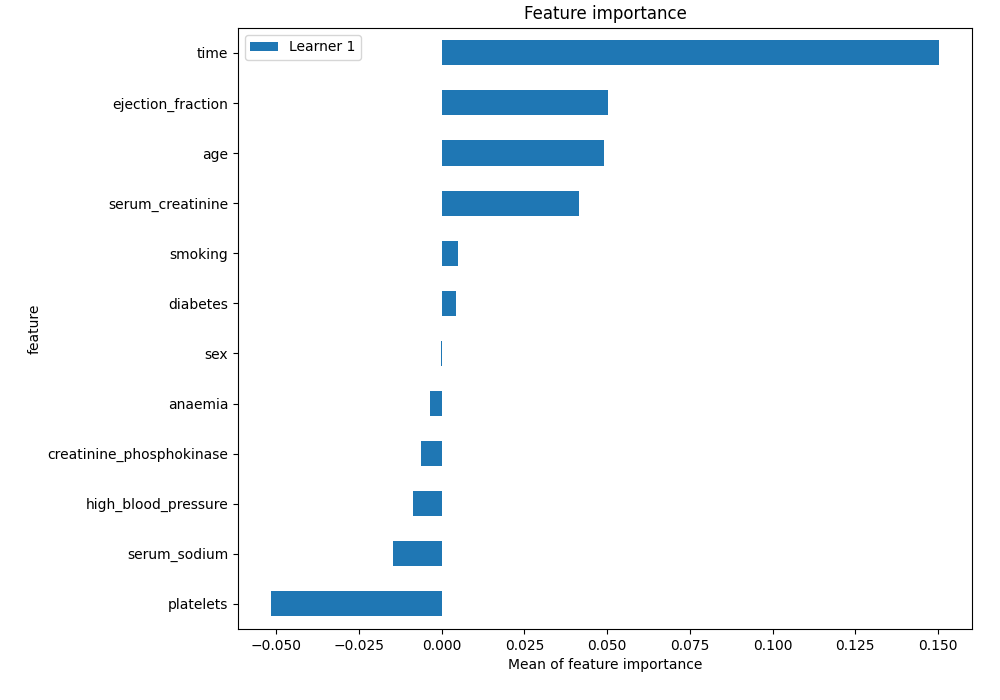 Feature importance
Learner 1
time
ejection_fraction
age
serum_creatinine
smoking
diabetes
sex
anaemia
creatinine_phosphokinase
high_blood_pressure
serum_sodium
platelets
feature
−0.050 −0.025 0.000 0.025 0.050 0.075 0.100 0.125 0.150
Mean of feature importance